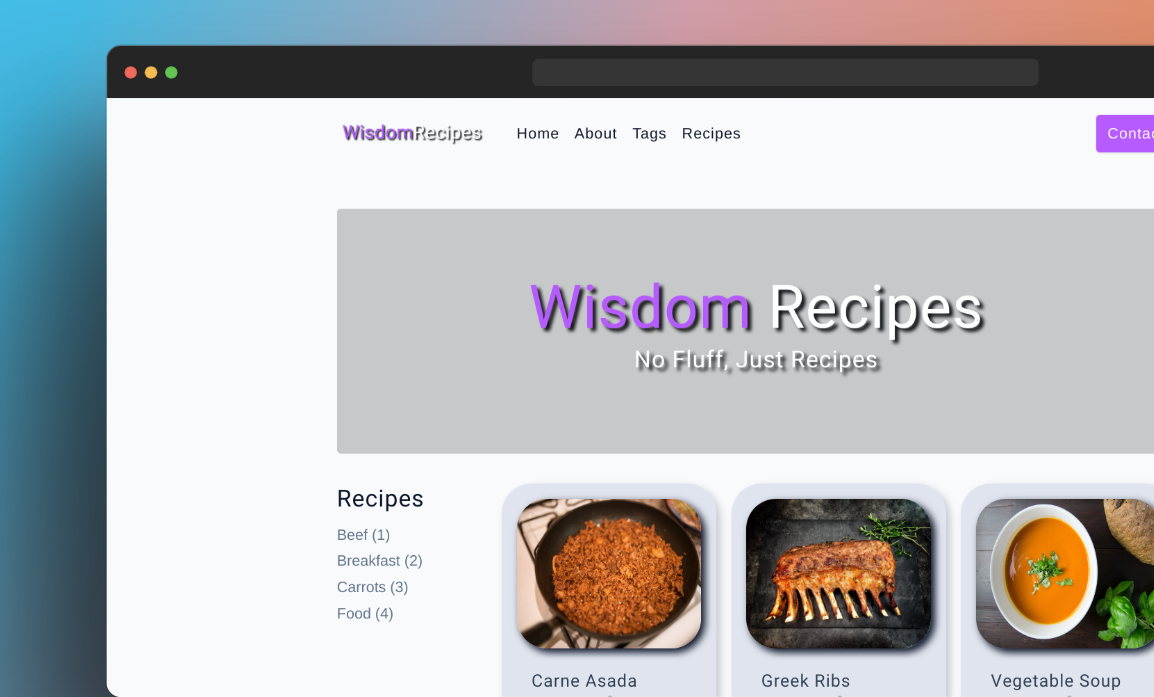 WisdomRecipes
Home About Tags Recipes
Wisdom Recipes
No Fluff, Just Recipes
Recipes
Beef (1)
Breakfast (2)
Carrots (3)
Food (4)
Carne Asada
Greek Ribs
Vegetable Soup